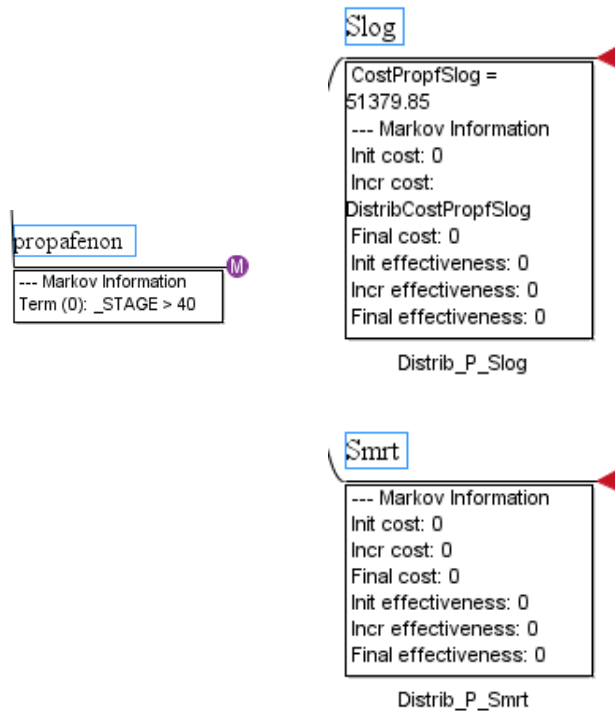 Slog
CostPropfSlog =
51379.85
--- Markov Information
Init cost: 0
Incr cost:
DistribCostPropfSlog
Final cost: 0
Init effectiveness: 0
Incr effectiveness: 0
Final effectiveness: 0
Distrib_P_Slog
propafenon
M
--- Markov Information
Term (0): _STAGE > 40
Smrt
--- Markov Information
Init cost: 0
Incr cost: 0
Final cost: 0
Init effectiveness: 0
Incr effectiveness: 0
Final effectiveness: 0
Distrib_P_Smrt